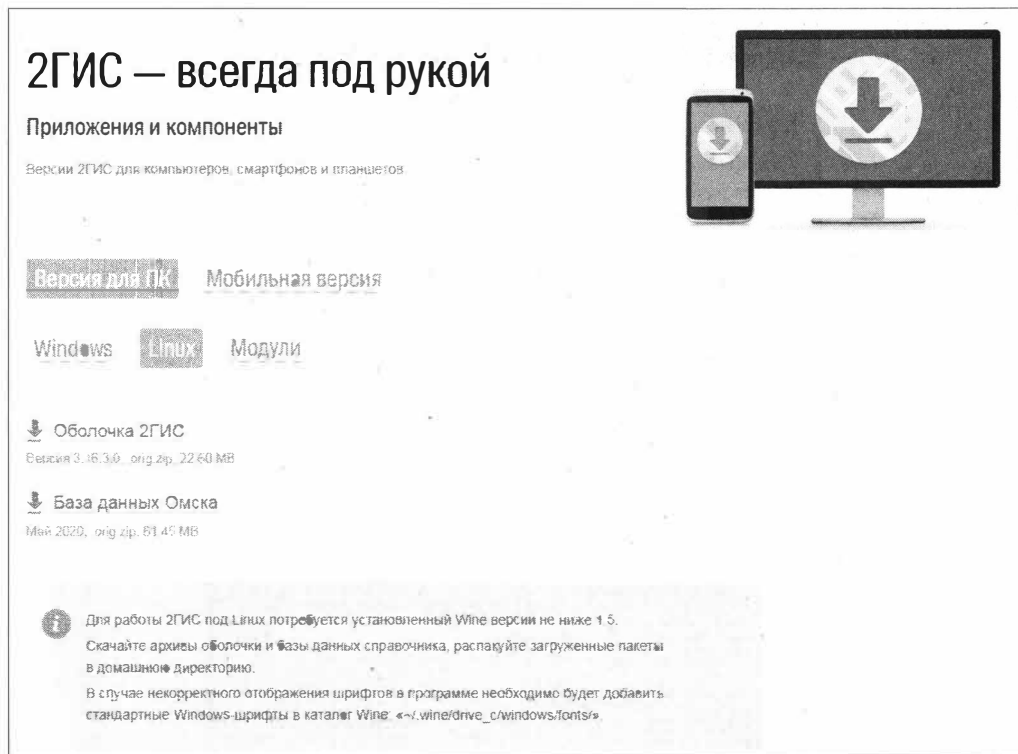 2ГИС — всегда под рукой
Приложения и компоненты
Версии 2ГИС для компьютеров, смартфонов и планшетов
Версия для ПК Мобильная версия
Windows Linux Модули
Оболочка 2ГИС
Версия 3.16.3.0, orig.zip, 22.60 MB
База данных Омска
Май 2020, orig.zip, 61.45 MB
Для работы 2ГИС под Linux потребуется установленный Wine версии не ниже 1.5.
Скачайте архивы оболочки и базы данных справочника, распакуйте загруженные пакеты
в домашнюю директорию.
В случае некорректного отображения шрифтов в программе необходимо будет добавить
стандартные Windows-шрифты в каталог Wine: «~/.wine/drive_c/windows/fonts/»